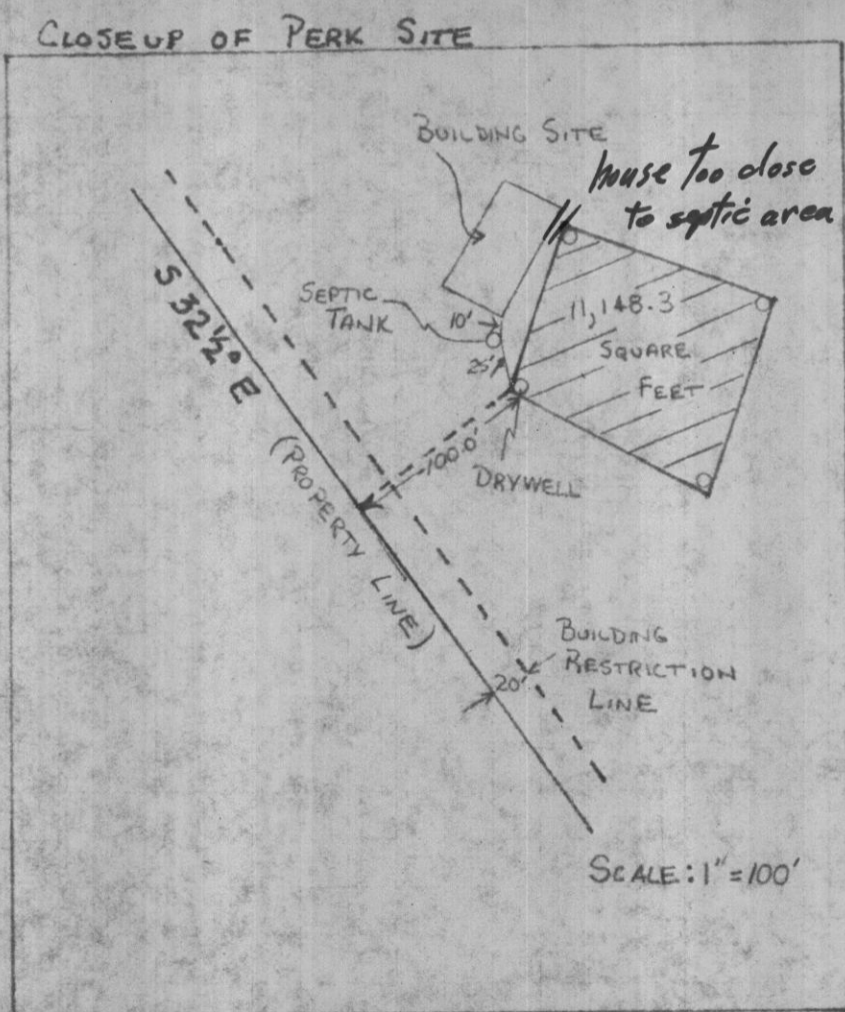 CLOSEUP OF PERK SITE
BUILDING SITE
house too close
to septic area
SEPTIC
TANK
10'
25'
11,148.3
SQUARE
FEET
S 32½° E
(PROPERTY LINE)
100.0'
DRYWELL
BUILDING
RESTRICTION
LINE
20'
SCALE: 1" = 100'